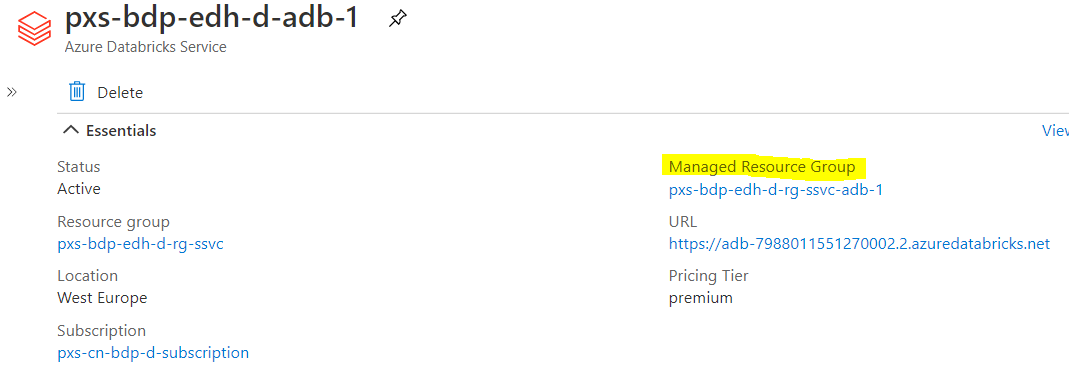 pxs-bdp-edh-d-adb-1
Azure Databricks Service
Delete
Essentials
View
Status
Active
Resource group
pxs-bdp-edh-d-rg-ssvc
Location
West Europe
Subscription
pxs-cn-bdp-d-subscription
Managed Resource Group
pxs-bdp-edh-d-rg-ssvc-adb-1
URL
https://adb-7988011551270002.2.azuredatabricks.net
Pricing Tier
premium